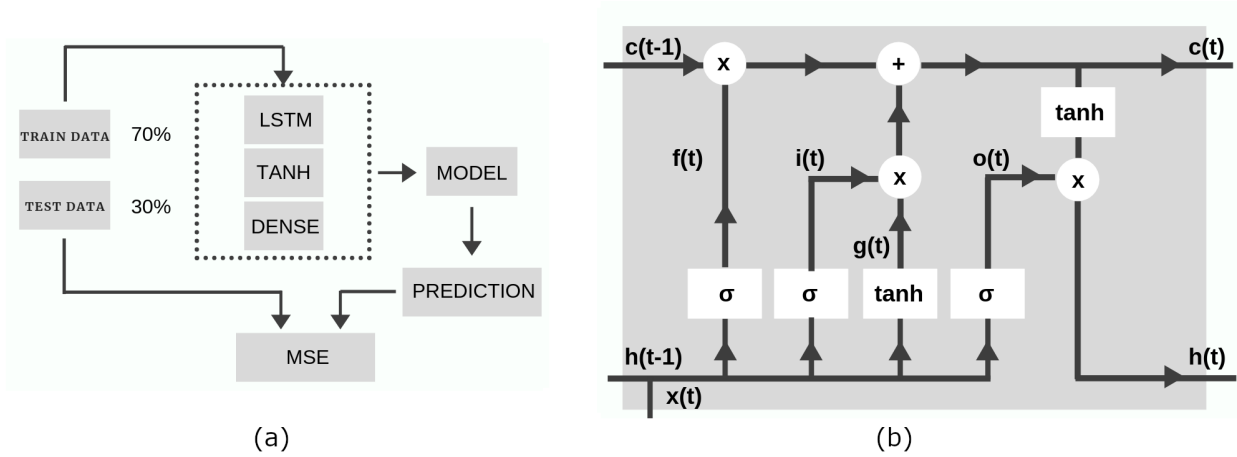 TRAIN DATA
70%
TEST DATA
30%
LSTM
TANH
DENSE
MODEL
PREDICTION
MSE
(a)
c(t-1)
x
+
c(t)
tanh
f(t)
i(t)
x
o(t)
x
g(t)
σ
σ
tanh
σ
h(t-1)
h(t)
x(t)
(b)